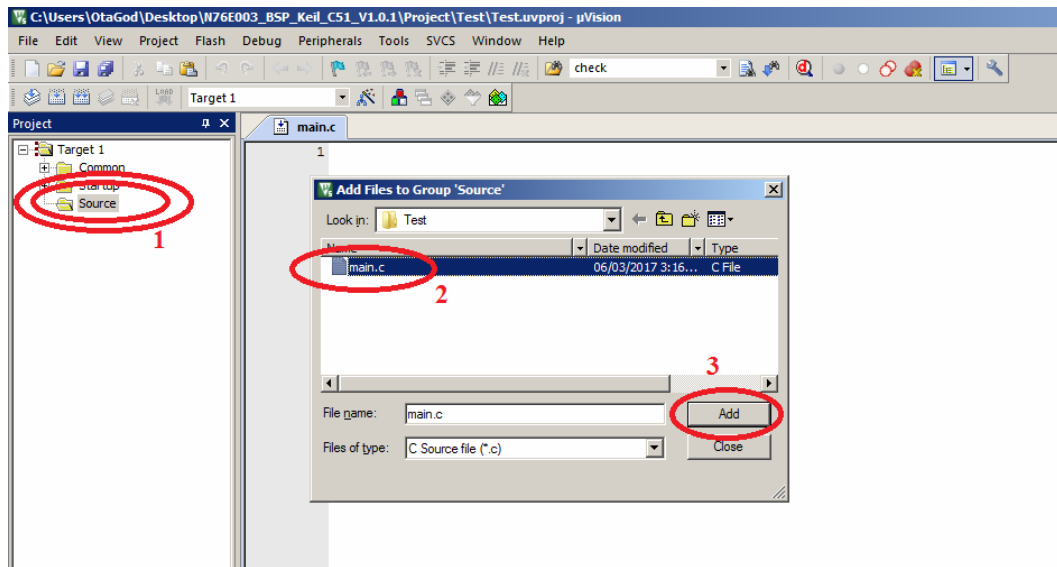 C:\Users\OtaGod\Desktop\N76E003_BSP_Keil_C51_V1.0.1\Project\Test\Test.uvproj - µVision
File Edit View Project Flash Debug Peripherals Tools SVCS Window Help
check
LOAD Target 1
Project
main.c
Target 1
Common
Startup
Source
1
1
Add Files to Group 'Source'
Look in: Test
Name Date modified Type
main.c 06/03/2017 3:16... C File
2
3
File name: main.c Add
Files of type: C Source file (*.c) Close